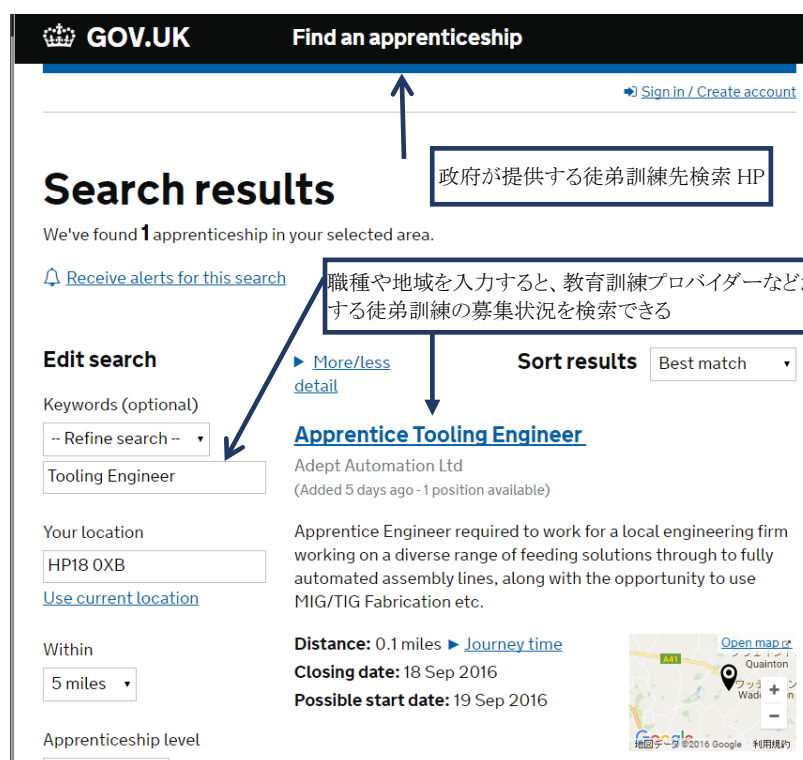 GOV.UK Find an apprenticeship
Sign in / Create account
政府が提供する徒弟訓練先検索 HP
Search results
We've found 1 apprenticeship in your selected area.
Receive alerts for this search
職種や地域を入力すると、教育訓練プロバイダーなど
する徒弟訓練の募集状況を検索できる
Edit search
Keywords (optional)
-- Refine search --
Tooling Engineer
Your location
HP18 0XB
Use current location
Within
5 miles
Apprenticeship level
More/less
detail
Sort results Best match
Apprentice Tooling Engineer
Adept Automation Ltd
(Added 5 days ago - 1 position available)
Apprentice Engineer required to work for a local engineering firm
working on a diverse range of feeding solutions through to fully
automated assembly lines, along with the opportunity to use
MIG/TIG Fabrication etc.
Distance: 0.1 miles Journey time
Closing date: 18 Sep 2016
Possible start date: 19 Sep 2016
Open map
A41
Quainton
+
−
Google
地図データ ©2016 Google 利用規約